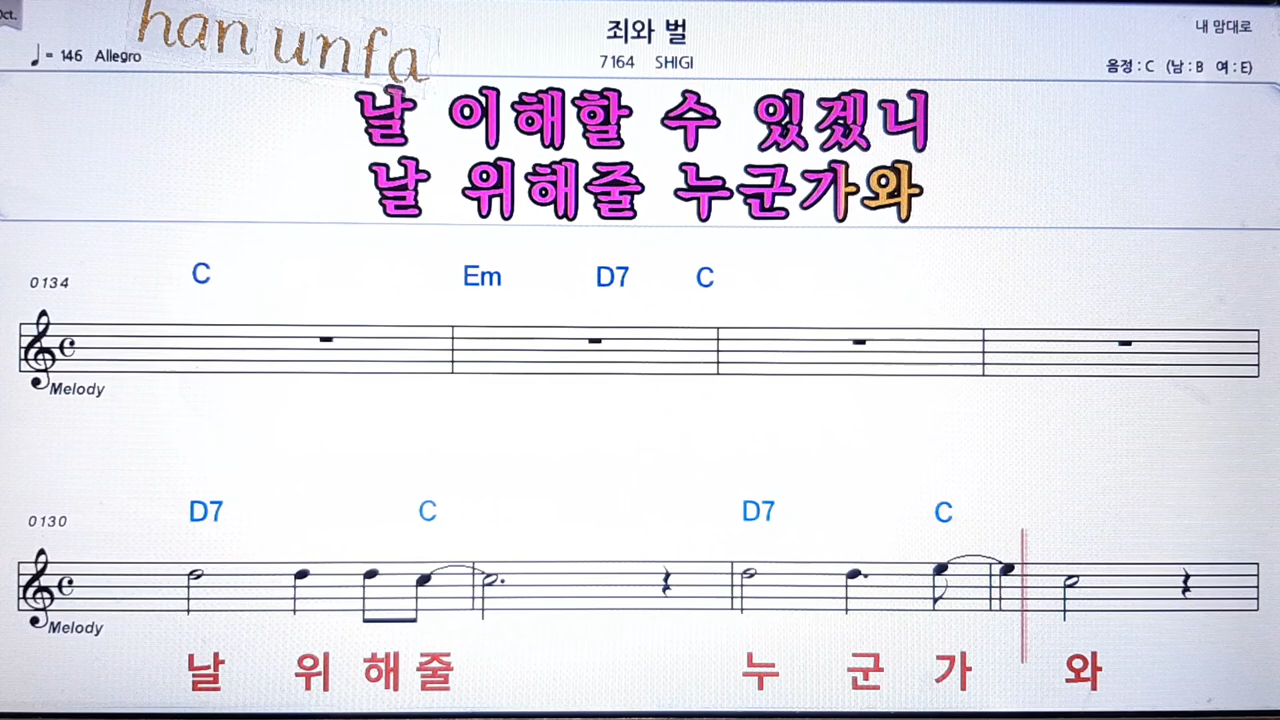 Oct.
han unfa
죄와 벌
내 맘대로
♩= 146 Allegro
7164 SHIGI
음정 : C (남 : B 여 : E)
날 이해할 수 있겠니
날 위해줄 누군가와
C Em D7 C
0134
Melody
D7 C D7 C
0130
Melody
날 위 해 줄 누 군 가 와